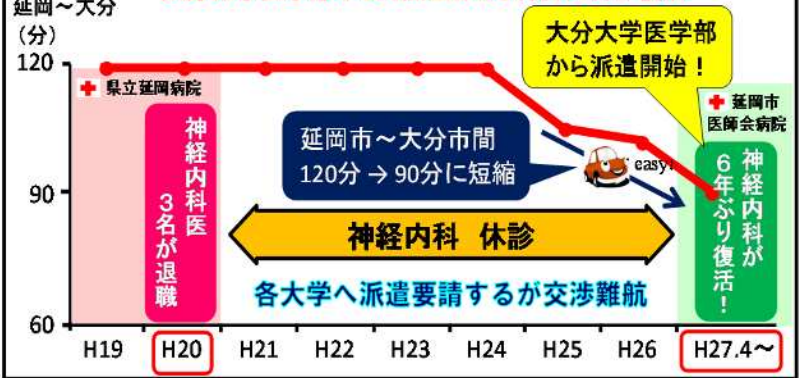 延岡～大分
（分）
120
90
60
県立延岡病院
神経内科医
3名が退職
延岡市～大分市間
120分 → 90分に短縮
easy!
大分大学医学部
から派遣開始！
延岡市
医師会病院
神経内科が
6年ぶり復活！
神経内科 休診
各大学へ派遣要請するが交渉難航
H19 H20 H21 H22 H23 H24 H25 H26 H27.4～